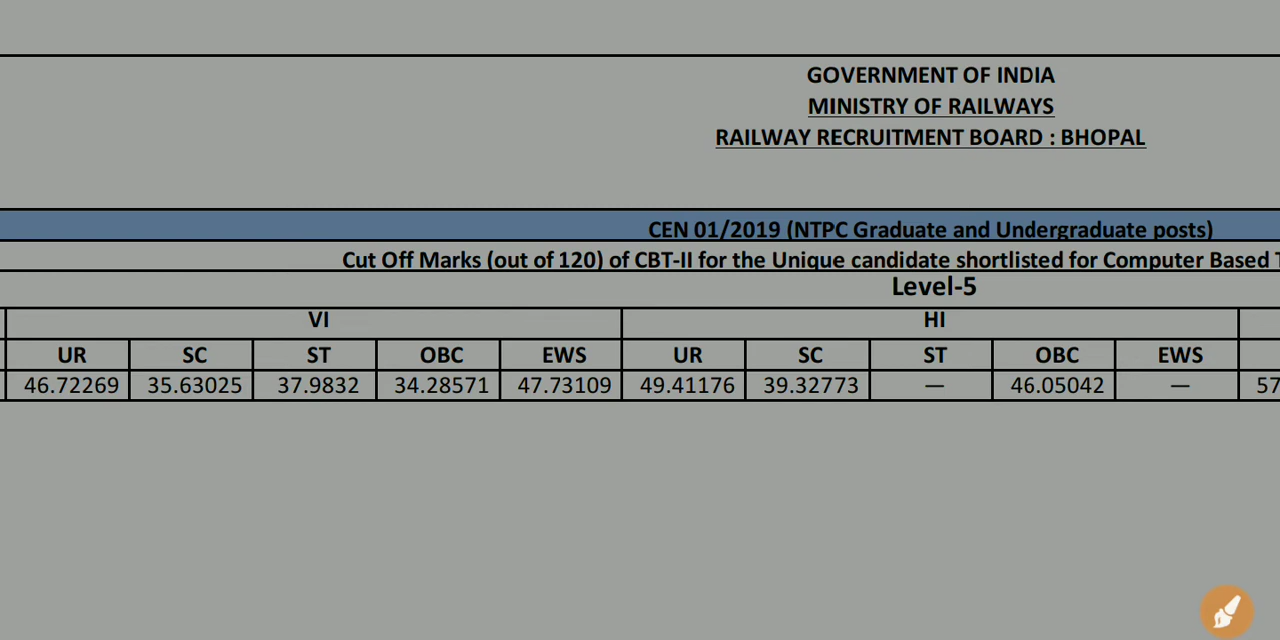 GOVERNMENT OF INDIA
MINISTRY OF RAILWAYS
RAILWAY RECRUITMENT BOARD : BHOPAL
CEN 01/2019 (NTPC Graduate and Undergraduate posts)
Cut Off Marks (out of 120) of CBT-II for the Unique candidate shortlisted for Computer Based
Level-5
VI HI
UR SC ST OBC EWS UR SC ST OBC EWS
46.72269 35.63025 37.9832 34.28571 47.73109 49.41176 39.32773 — 46.05042 —